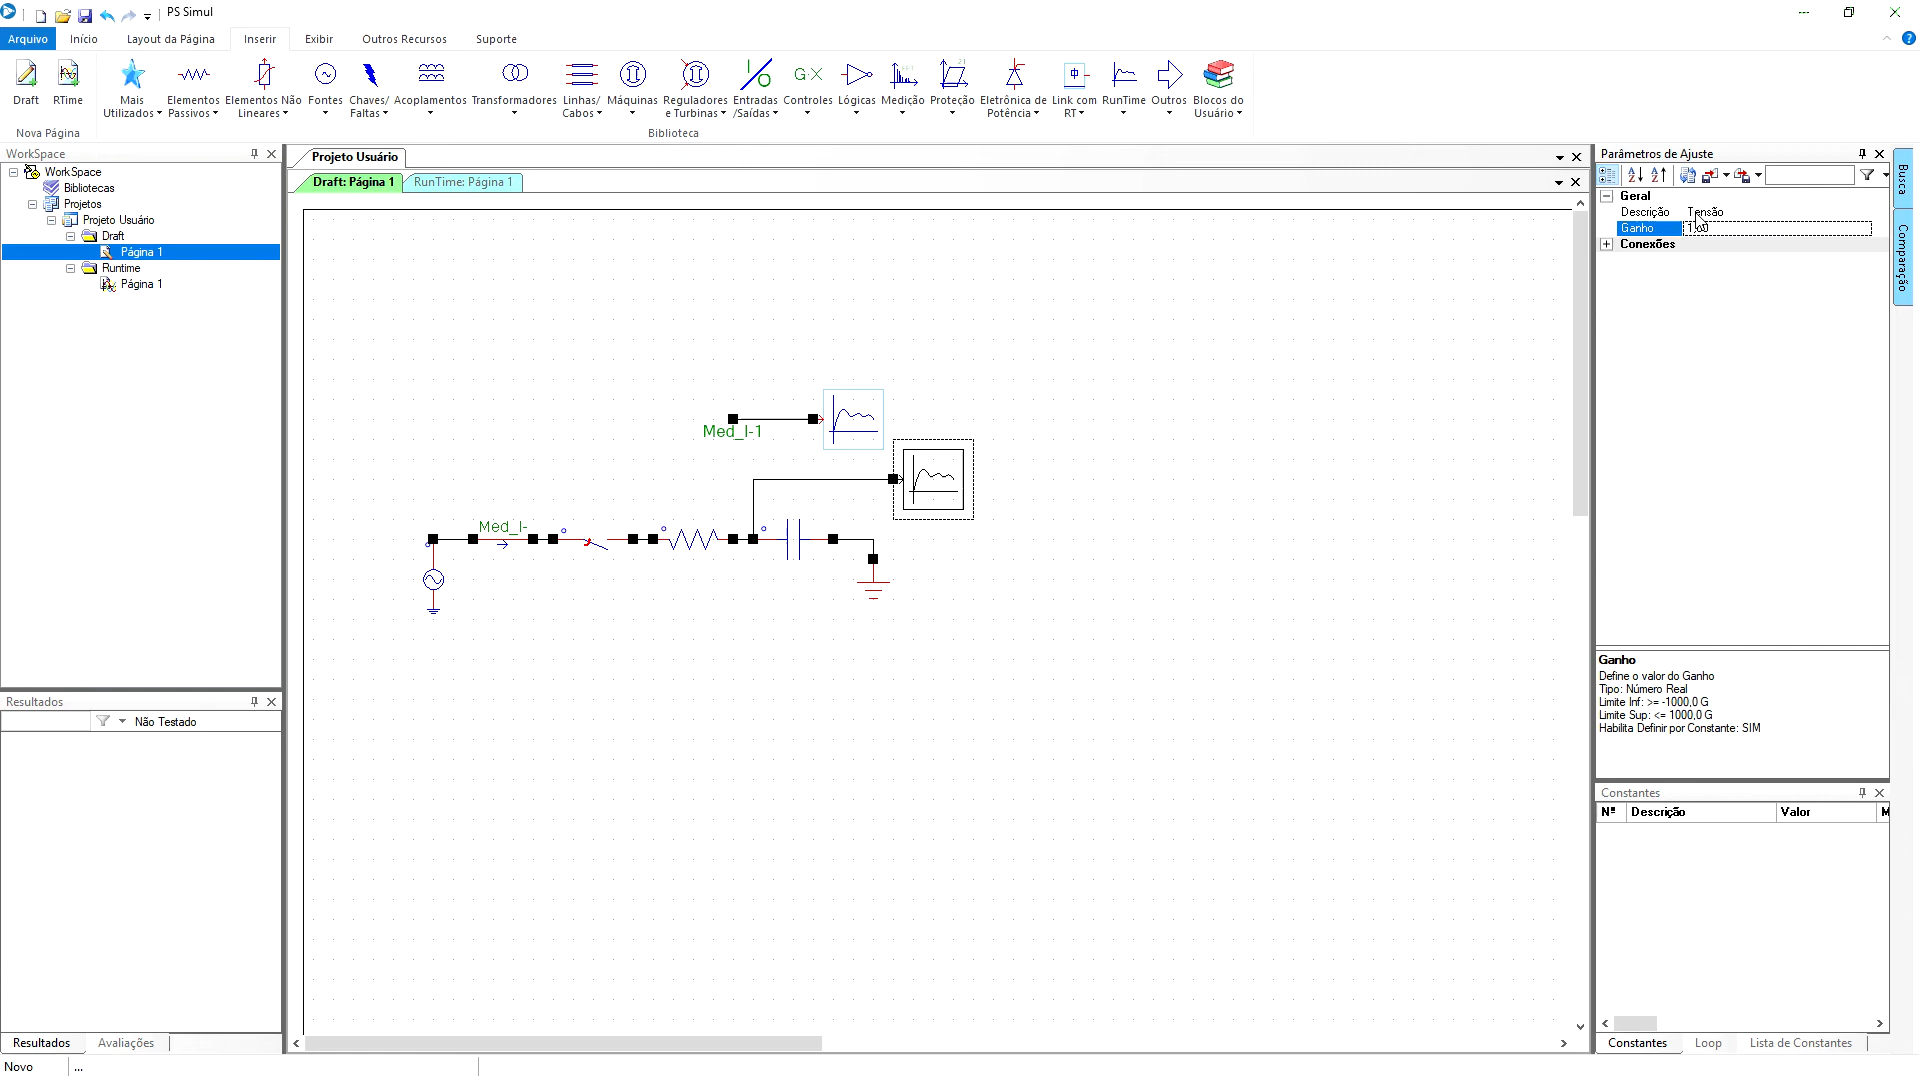 PS Simul
Arquivo
Início
Layout da Página
Inserir
Exibir
Outros Recursos
Suporte
Draft
RTime
Mais Utilizados
Elementos Passivos
Elementos Não Lineares
Fontes
Chaves/ Faltas
Acoplamentos
Transformadores
Linhas/ Cabos
Máquinas
Reguladores e Turbinas
Entradas /Saídas
G:X
Controles
Lógicas
Medição
21
Proteção
Eletrônica de Potência
Link com RT
RunTime
Outros
Blocos do Usuário
Nova Página
Biblioteca
WorkSpace
WorkSpace
Bibliotecas
Projetos
Projeto Usuário
Draft
Página 1
Runtime
Página 1
Resultados
Não Testado
Resultados
Avaliações
Novo
...
Projeto Usuário
Draft: Página 1
RunTime: Página 1
Med_I-1
Med_I-
Parâmetros de Ajuste
Geral
Descrição Tensão
Ganho
Conexões
Busca
Comparação
Ganho
Define o valor do Ganho
Tipo: Número Real
Limite Inf: >= -1000,0 G
Limite Sup: <= 1000,0 G
Habilita Definir por Constante: SIM
Constantes
Nº Descrição Valor M
Constantes
Loop
Lista de Constantes